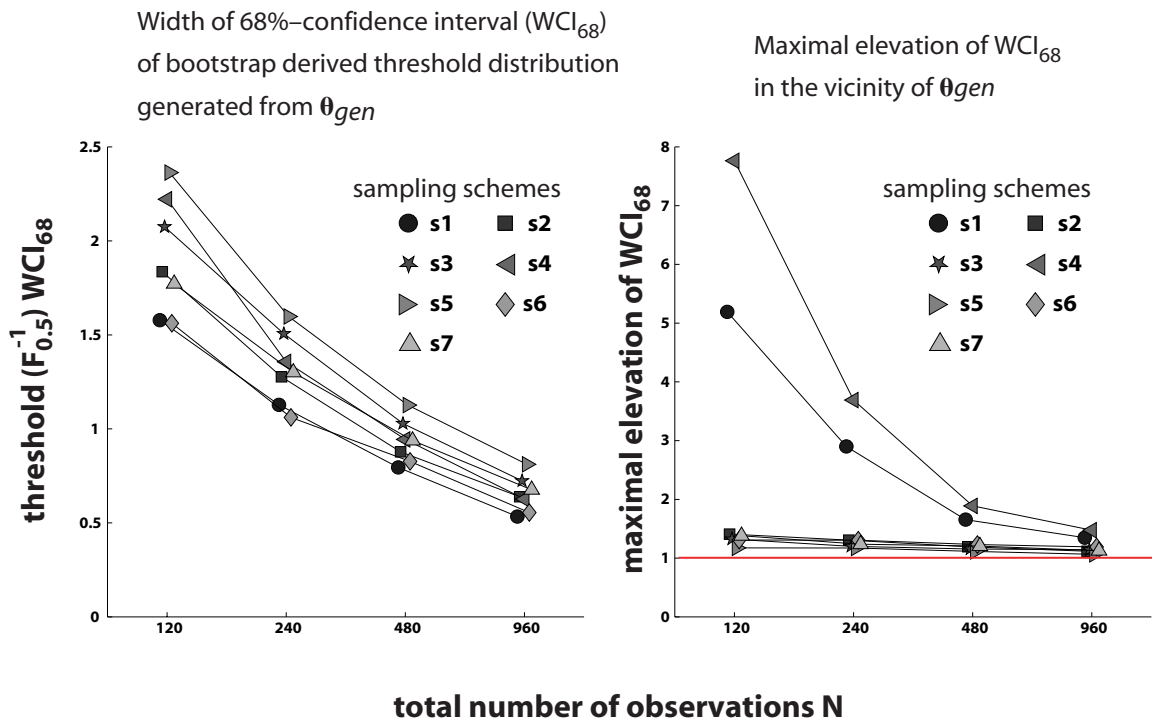 Width of 68%–confidence interval (WCI68)
of bootstrap derived threshold distribution
generated from θgen
Maximal elevation of WCI68
in the vicinity of θgen
threshold (F-1 0.5) WCI68
2.5
2
1.5
1
0.5
0
120
240
480
960
sampling schemes
s1
s2
s3
s4
s5
s6
s7
maximal elevation of WCI68
8
7
6
5
4
3
2
1
0
120
240
480
960
sampling schemes
s1
s2
s3
s4
s5
s6
s7
total number of observations N